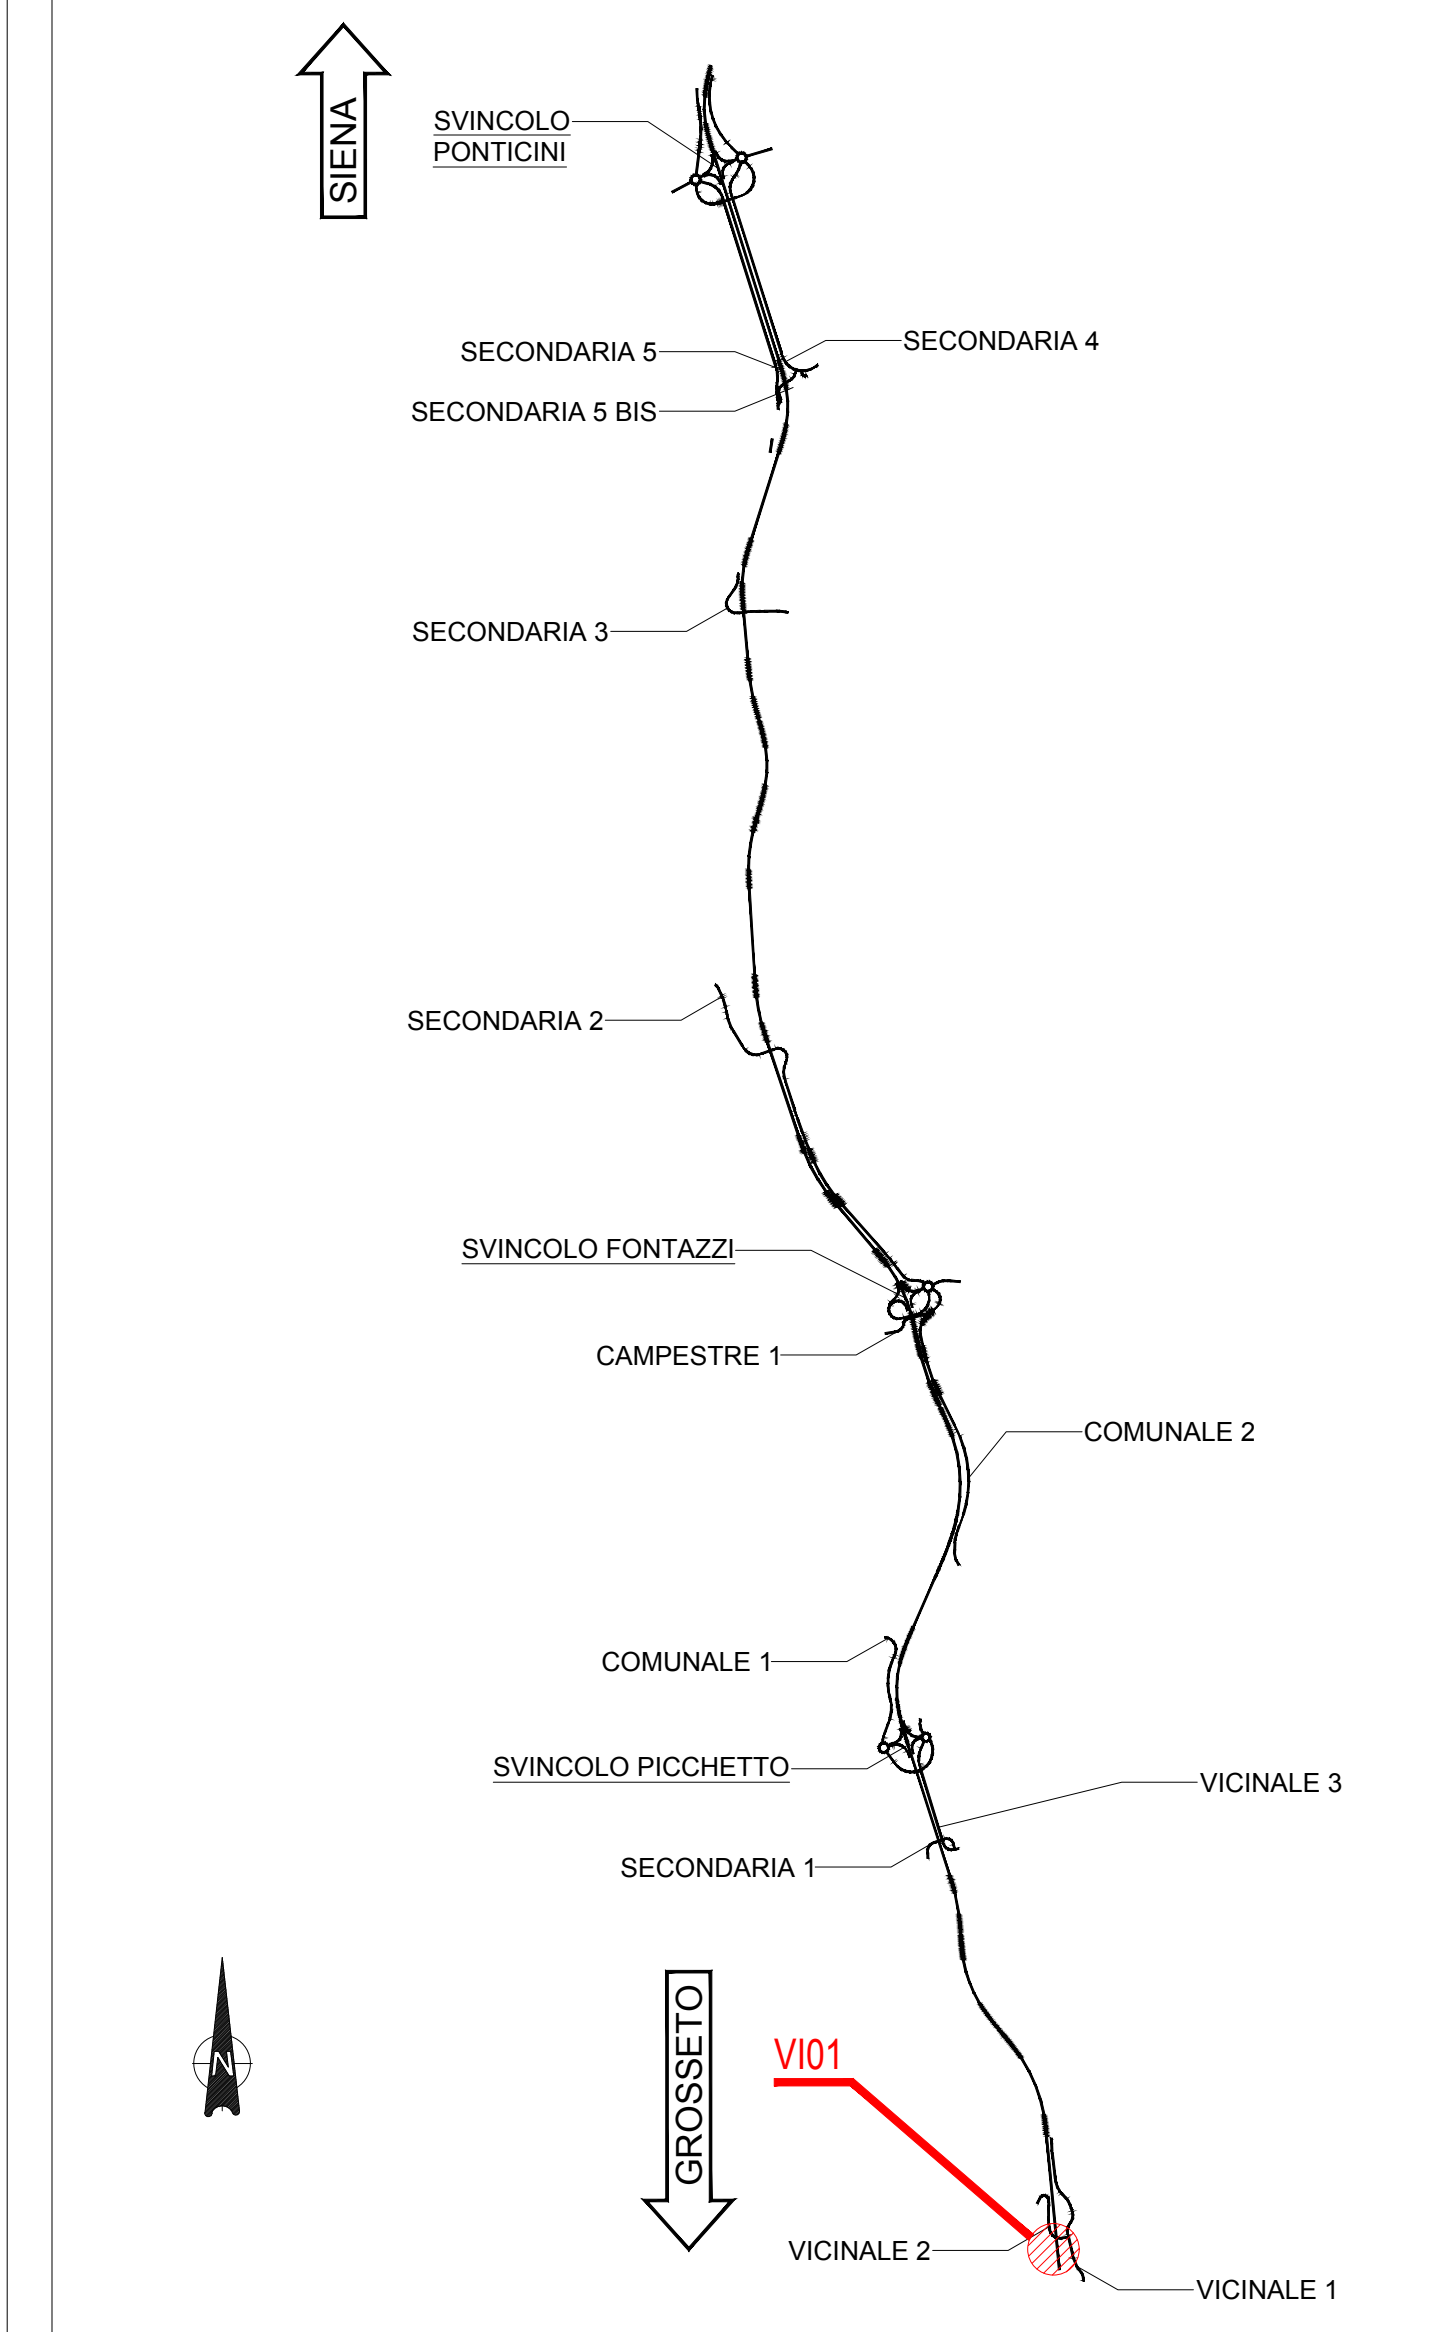 SIENA
SVINCOLO
PONTICINI
SECONDARIA 4
SECONDARIA 5
SECONDARIA 5 BIS
SECONDARIA 3
SECONDARIA 2
SVINCOLO FONTAZZI
CAMPESTRE 1
COMUNALE 2
COMUNALE 1
SVINCOLO PICCHETTO
VICINALE 3
SECONDARIA 1
GROSSETO
VI01
N
VICINALE 2
VICINALE 1